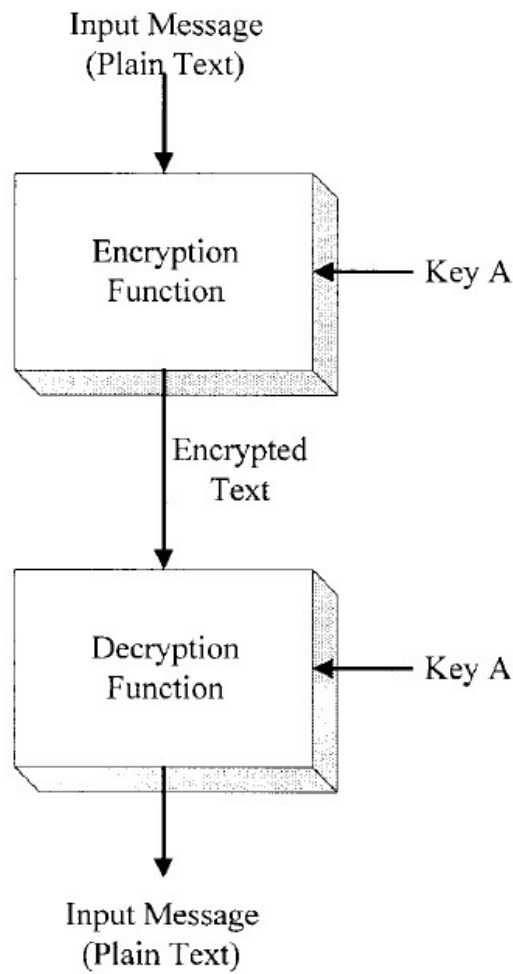 Input Message
(Plain Text)
Encryption
Function
Key A
Encrypted
Text
Decryption
Function
Key A
Input Message
(Plain Text)